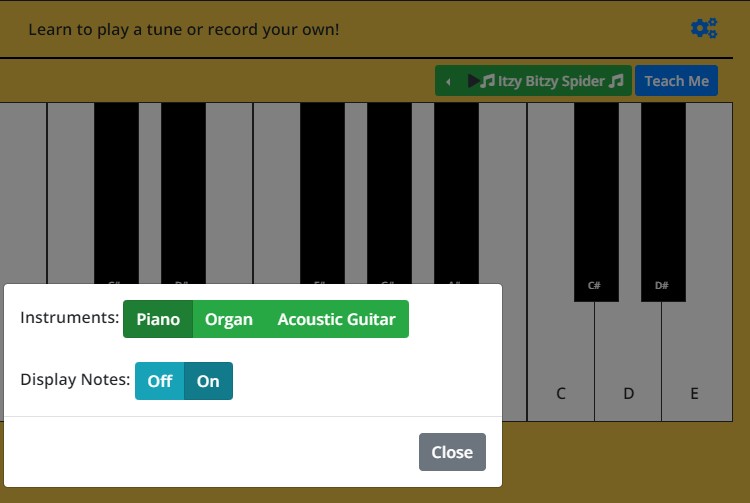 Learn to play a tune or record your own!
Itzy Bitzy Spider Teach Me
C# D#
Instruments: Piano Organ Acoustic Guitar
Display Notes: Off On
C D E
Close